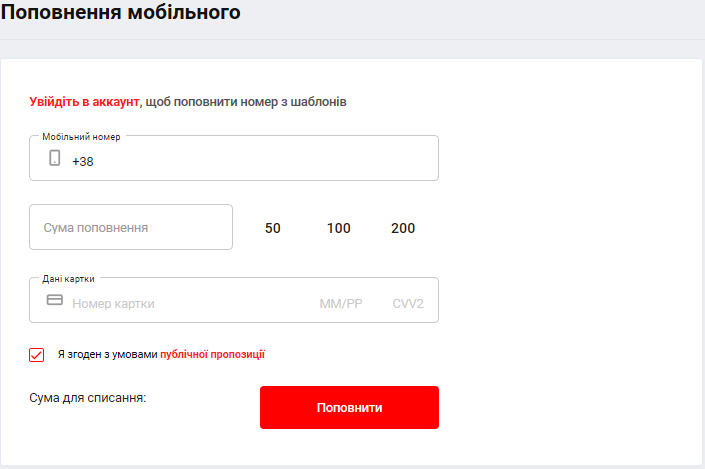 Поповнення мобільного
Увійдіть в аккаунт, щоб поповнити номер з шаблонів
Мобільний номер
+38
Сума поповнення 50 100 200
Дані картки
Номер картки ММ/РР CVV2
Я згоден з умовами публічної пропозиції
Сума для списання: Поповнити